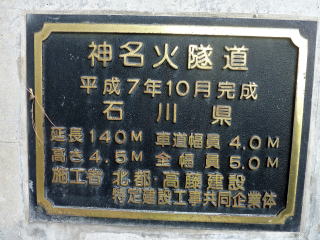 神名火隧道
平成7年10月完成
石川県
延長140M 車道幅員4.0M
高さ4.5M 全幅員5.0M
施工者 北都・高藤建設
特定建設工事共同企業体